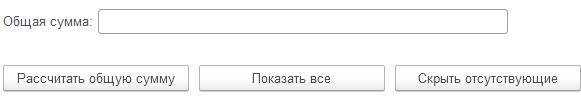 Общая сумма:
Рассчитать общую сумму Показать все Скрыть отсутствующие